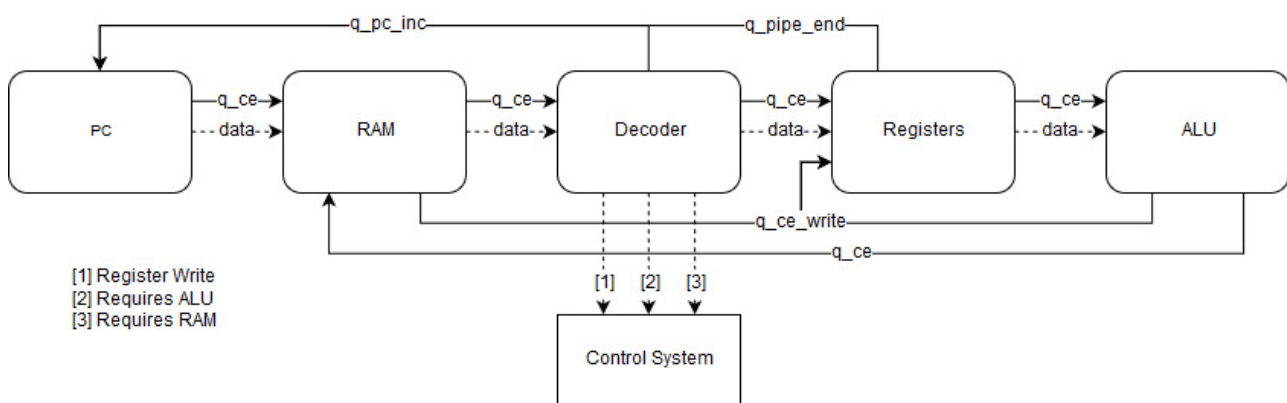 q_pc_inc
q_pipe_end
PC
q_ce
data
RAM
q_ce
data
Decoder
q_ce
data
Registers
q_ce
data
ALU
q_ce_write
q_ce
[1] Register Write
[2] Requires ALU
[3] Requires RAM
[1]
[2]
[3]
Control System